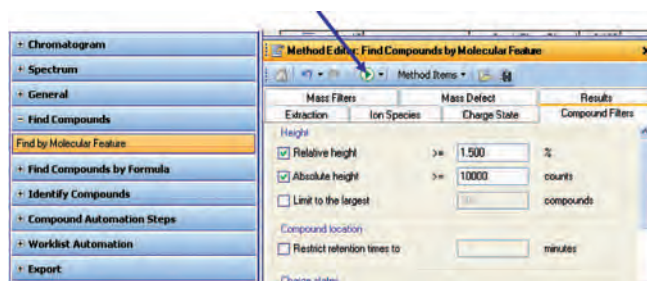 + Chromatogram
+ Spectrum
+ General
− Find Compounds
Find by Molecular Feature
+ Find Compounds by Formula
+ Identify Compounds
+ Compound Automation Steps
+ Worklist Automation
+ Export
Method Editor: Find Compounds by Molecular Feature
Method Items
Mass Filters Mass Defect Results
Extraction Ion Species Charge State Compound Filters
Height
Relative height >= 1.500 %
Absolute height >= 10000 counts
Limit to the largest compounds
Compound location
Restrict retention times to minutes
Charge states